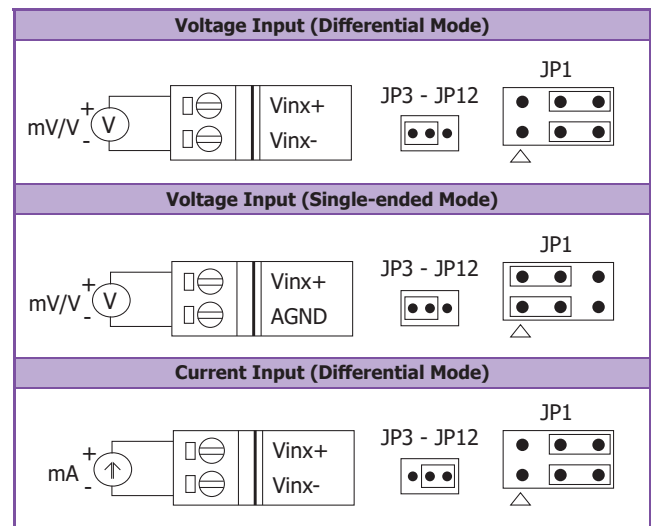 Voltage Input (Differential Mode)
JP1
JP3 - JP12
+
mV/V
V
-
Vinx+
Vinx-
Voltage Input (Single-ended Mode)
JP1
JP3 - JP12
+
mV/V
V
-
Vinx+
AGND
Current Input (Differential Mode)
JP1
JP3 - JP12
+
mA
-
Vinx+
Vinx-